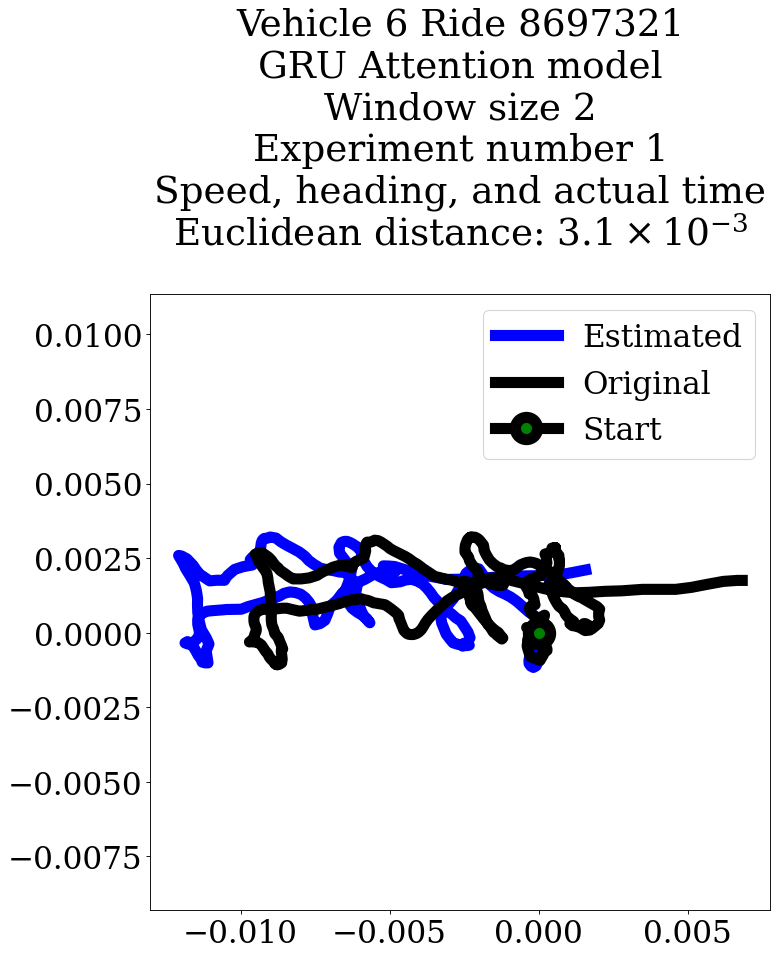 Vehicle 6 Ride 8697321
GRU Attention model
Window size 2
Experiment number 1
Speed, heading, and actual time
Euclidean distance: 3.1 × 10⁻³
Estimated
Original
Start
0.0100
0.0075
0.0050
0.0025
0.0000
−0.0025
−0.0050
−0.0075
−0.010 −0.005 0.000 0.005